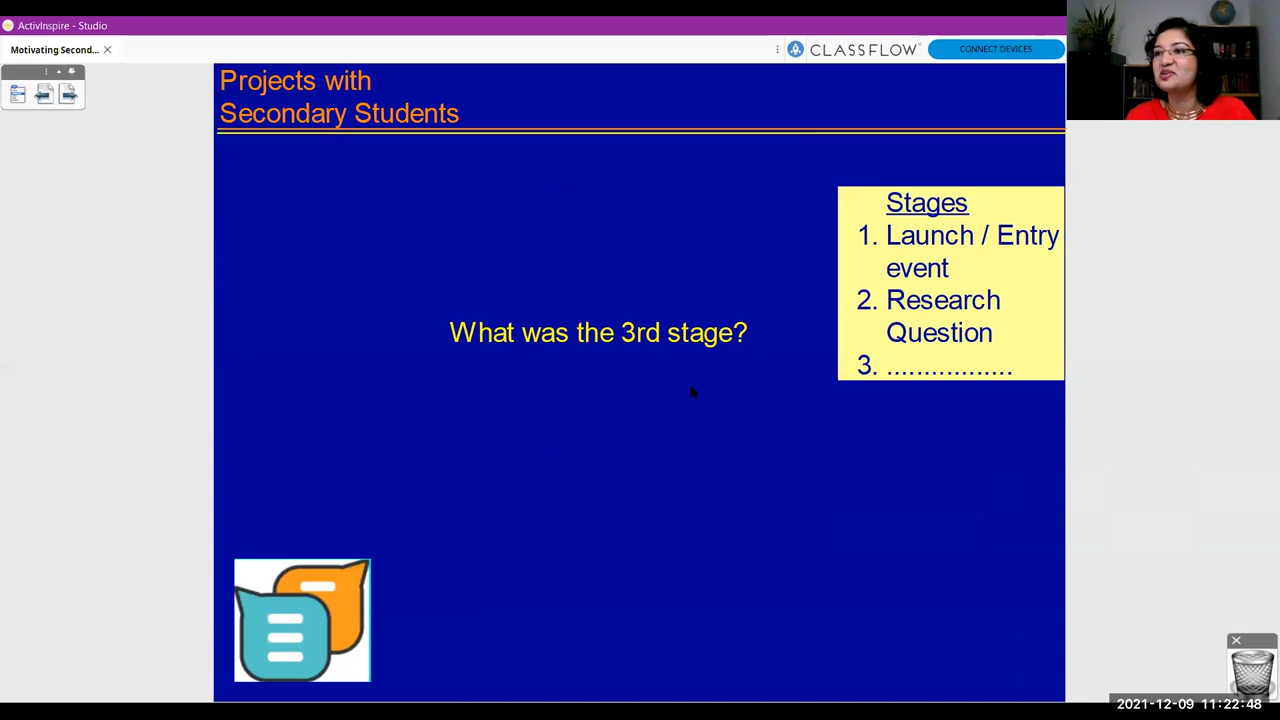 ActivInspire - Studio
Motivating Second...
CLASSFLOW
CONNECT DEVICES
Projects with
Secondary Students
Stages
1. Launch / Entry
event
2. Research
Question
3. .................
What was the 3rd stage?
2021-12-09 11:22:48